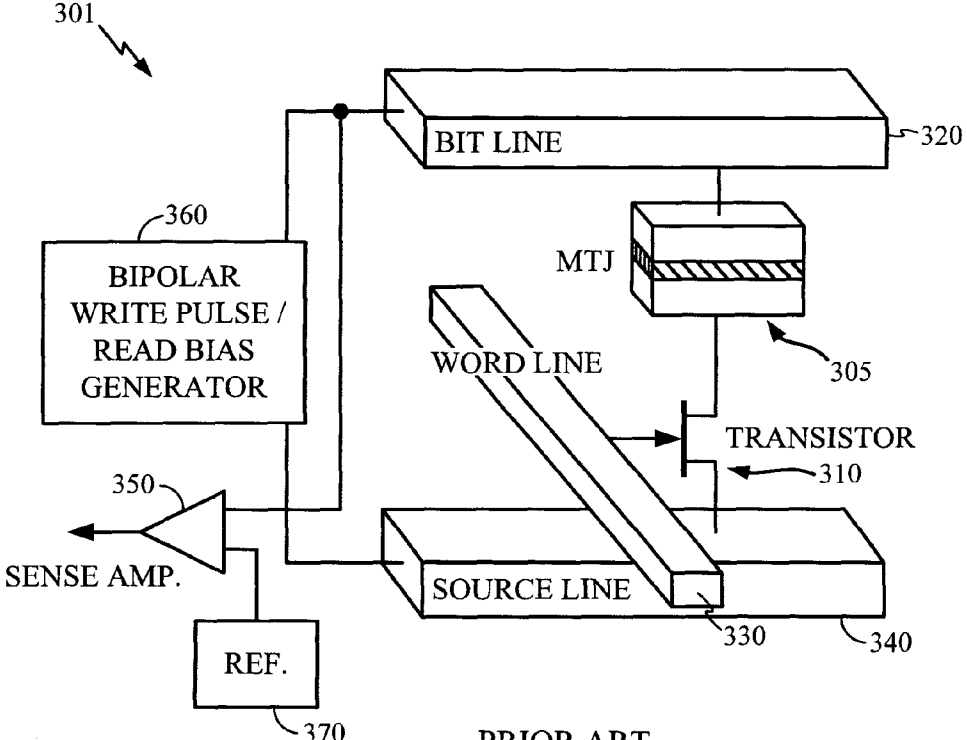 301
BIT LINE
320
360
BIPOLAR
WRITE PULSE /
READ BIAS
GENERATOR
MTJ
305
WORD LINE
TRANSISTOR
310
350
SENSE AMP.
SOURCE LINE
330
340
REF.
370
PRIOR ART